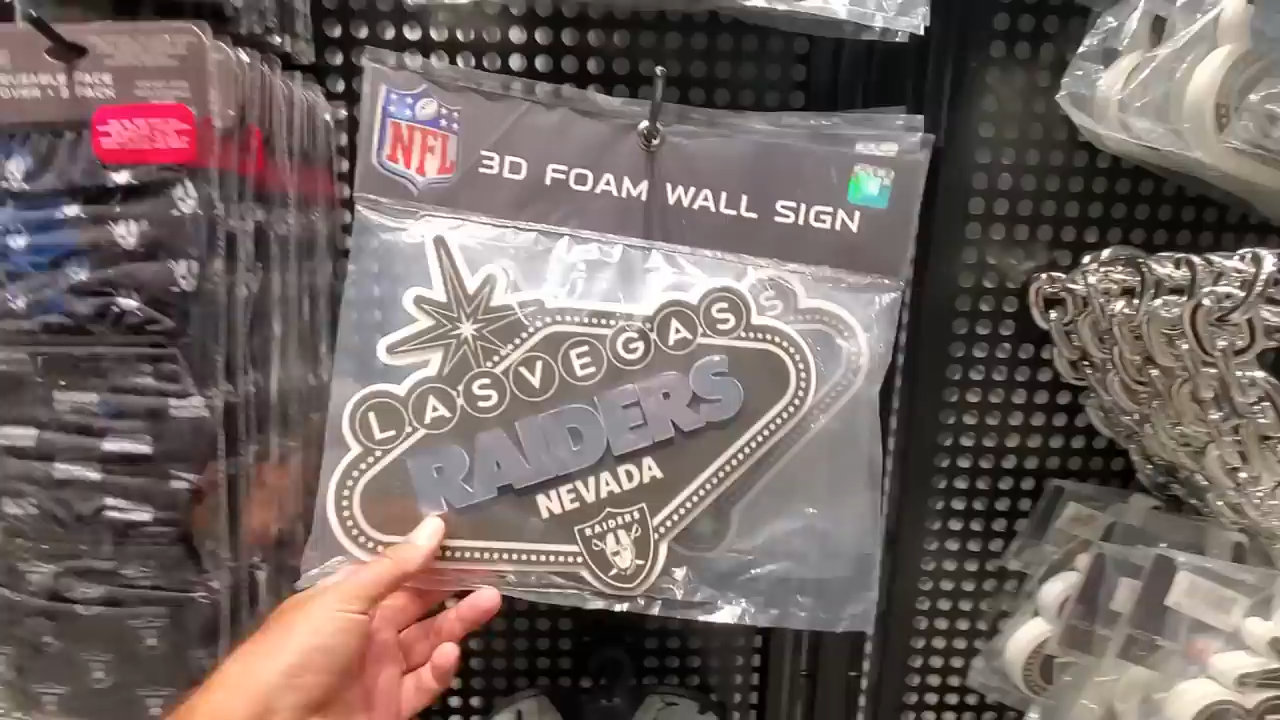 NFL
3D FOAM WALL SIGN
LAS VEGAS
RAIDERS
NEVADA
RAIDERS